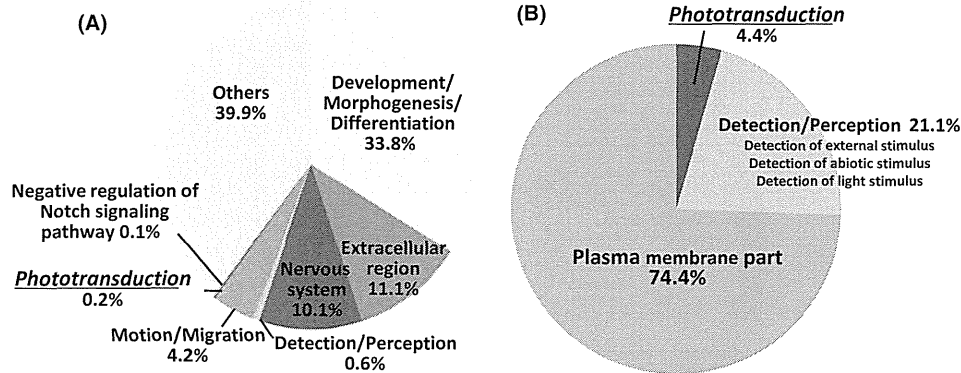 (A)
Others
39.9%
Development/
Morphogenesis/
Differentiation
33.8%
Negative regulation of
Notch signaling
pathway 0.1%
Phototransduction
0.2%
Motion/Migration
4.2%
Detection/Perception
0.6%
Nervous
system
10.1%
Extracellular
region
11.1%
(B)
Phototransduction
4.4%
Detection/Perception 21.1%
Detection of external stimulus
Detection of abiotic stimulus
Detection of light stimulus
Plasma membrane part
74.4%